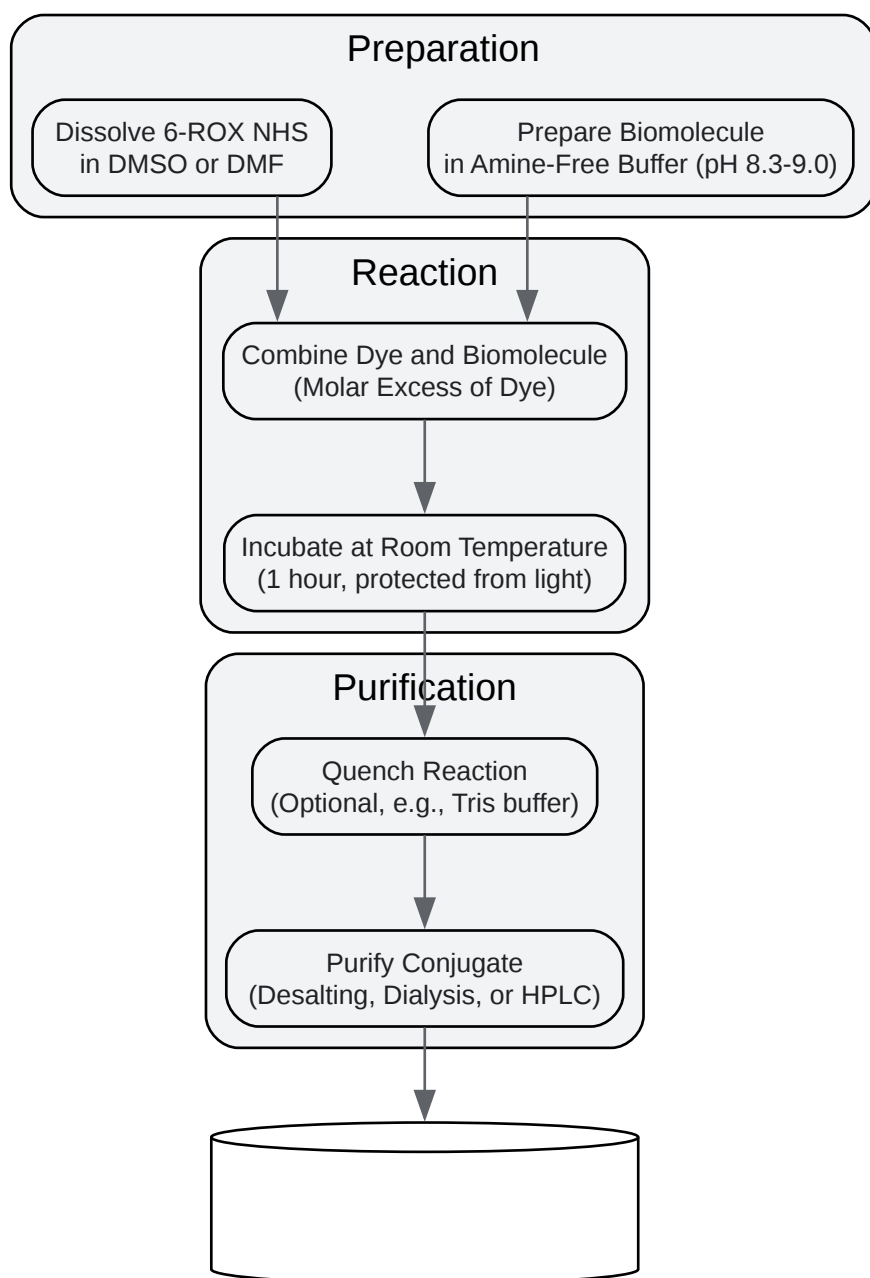 Preparation
Dissolve 6-ROX NHS
in DMSO or DMF
Prepare Biomolecule
in Amine-Free Buffer (pH 8.3-9.0)
Reaction
Combine Dye and Biomolecule
(Molar Excess of Dye)
Incubate at Room Temperature
(1 hour, protected from light)
Purification
Quench Reaction
(Optional, e.g., Tris buffer)
Purify Conjugate
(Desalting, Dialysis, or HPLC)